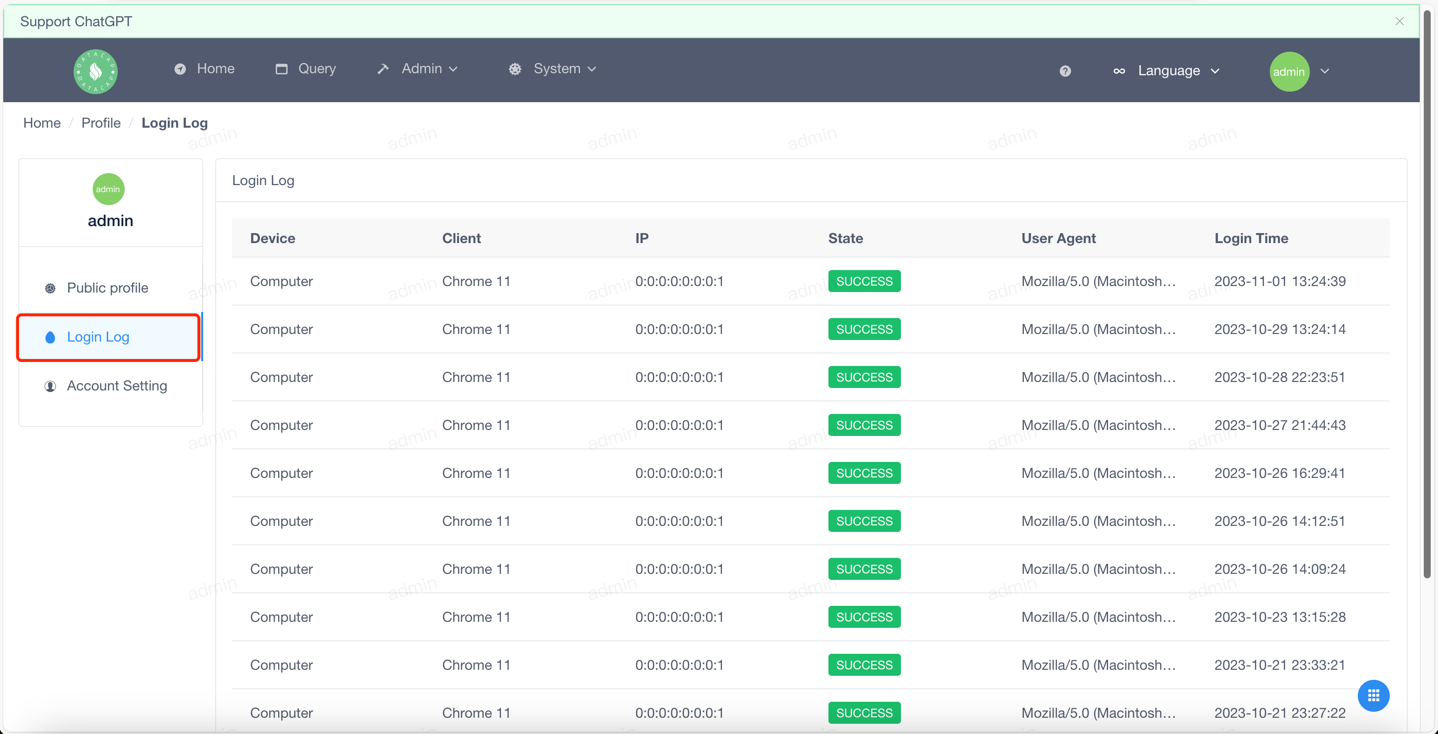 Support ChatGPT
Home Query Admin System Language admin
Home / Profile / Login Log
admin
admin
Public profile
Login Log
Account Setting
Login Log
Device Client IP State User Agent Login Time
Computer Chrome 11 0:0:0:0:0:0:0:1 SUCCESS Mozilla/5.0 (Macintosh... 2023-11-01 13:24:39
Computer Chrome 11 0:0:0:0:0:0:0:1 SUCCESS Mozilla/5.0 (Macintosh... 2023-10-29 13:24:14
Computer Chrome 11 0:0:0:0:0:0:0:1 SUCCESS Mozilla/5.0 (Macintosh... 2023-10-28 22:23:51
Computer Chrome 11 0:0:0:0:0:0:0:1 SUCCESS Mozilla/5.0 (Macintosh... 2023-10-27 21:44:43
Computer Chrome 11 0:0:0:0:0:0:0:1 SUCCESS Mozilla/5.0 (Macintosh... 2023-10-26 16:29:41
Computer Chrome 11 0:0:0:0:0:0:0:1 SUCCESS Mozilla/5.0 (Macintosh... 2023-10-26 14:12:51
Computer Chrome 11 0:0:0:0:0:0:0:1 SUCCESS Mozilla/5.0 (Macintosh... 2023-10-26 14:09:24
Computer Chrome 11 0:0:0:0:0:0:0:1 SUCCESS Mozilla/5.0 (Macintosh... 2023-10-23 13:15:28
Computer Chrome 11 0:0:0:0:0:0:0:1 SUCCESS Mozilla/5.0 (Macintosh... 2023-10-21 23:33:21
Computer Chrome 11 0:0:0:0:0:0:0:1 SUCCESS Mozilla/5.0 (Macintosh... 2023-10-21 23:27:22